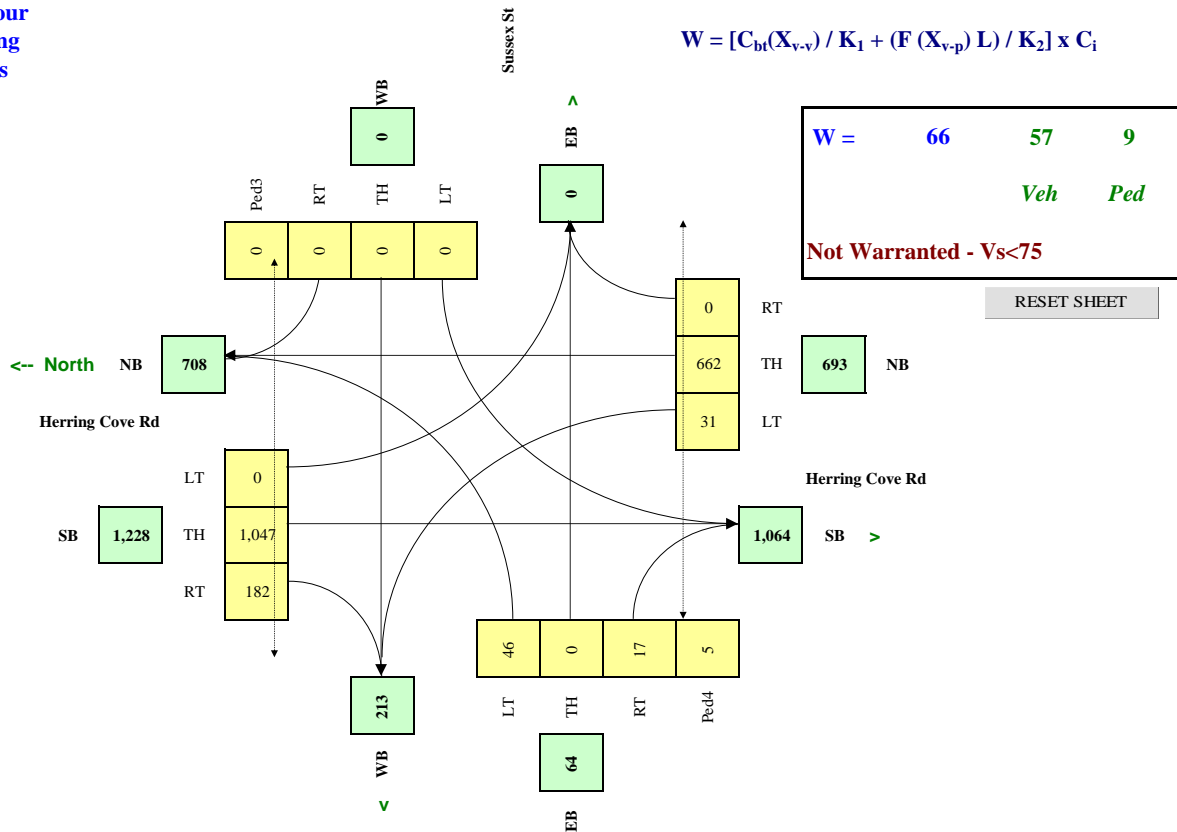 our
ng
s
Sussex St
W = [C_bt(X_v-v) / K_1 + (F (X_v-p) L) / K_2] x C_i
WB
0
^
EB
0
W = 66 57 9
Veh Ped
Not Warranted - Vs<75
RESET SHEET
Ped3 RT TH LT
0 0 0 0
0 RT
<-- North NB 708
662 TH 693 NB
31 LT
Herring Cove Rd
LT 0
Herring Cove Rd
SB 1,228 TH 1,047
1,064 SB >
RT 182
46 0 17 5
LT TH RT Ped4
213
WB
v
64
EB